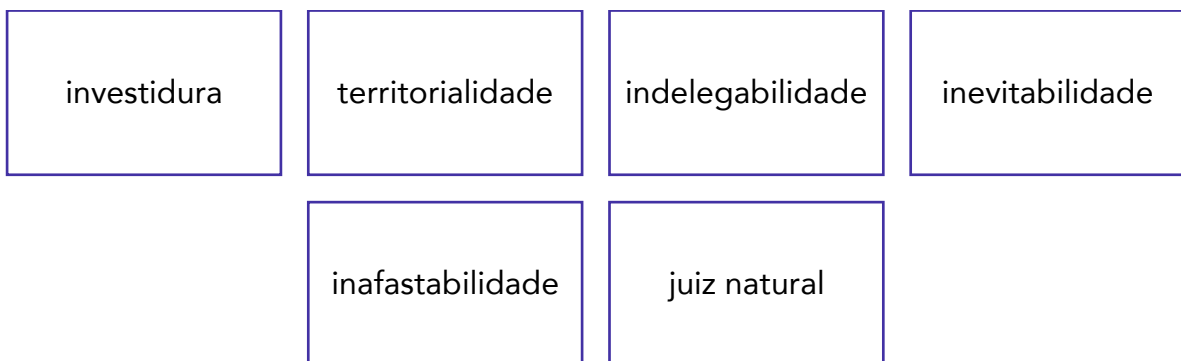 investidura
territorialidade
indelegabilidade
inevitabilidade
inafastabilidade
juiz natural